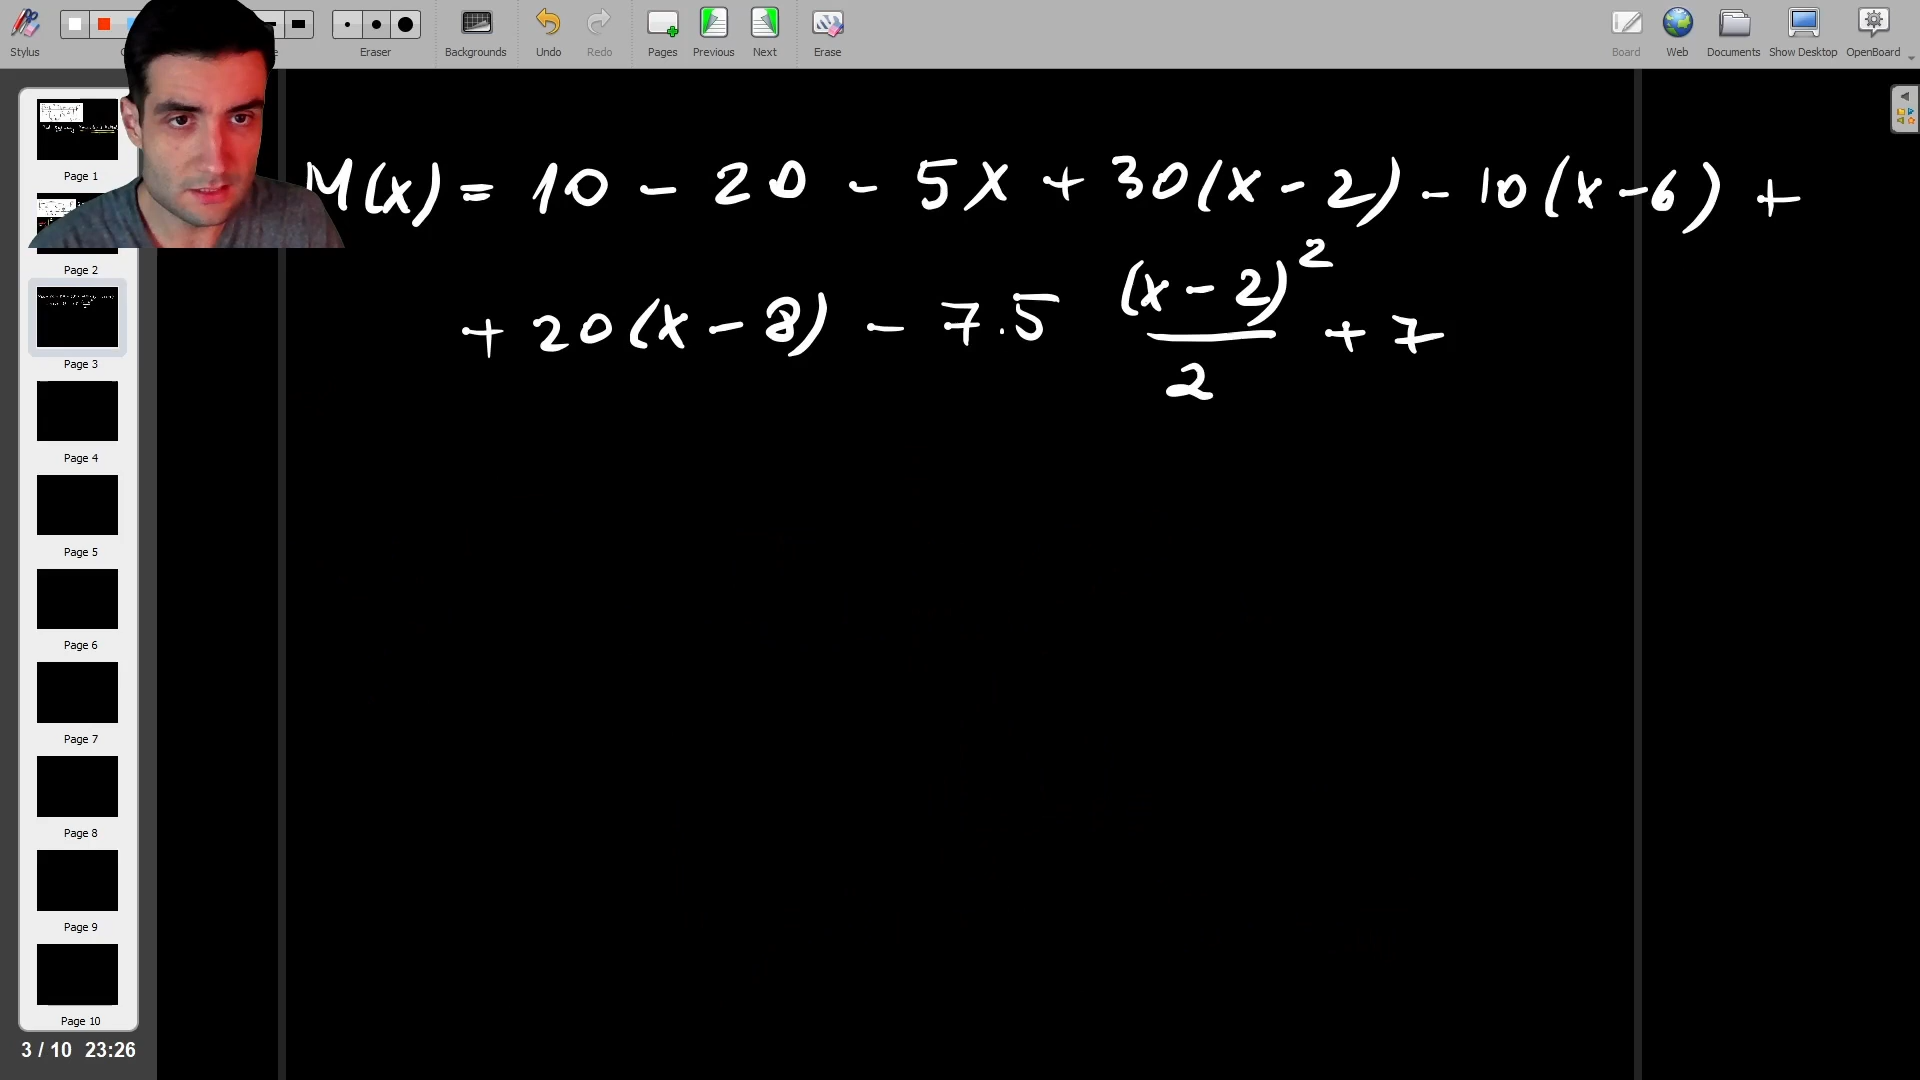 Stylus
Eraser
Backgrounds
Undo
Redo
Pages
Previous
Next
Erase
Board
Web
Documents
Show Desktop
OpenBoard
M(x) = 10 - 20 - 5x + 30(x-2) - 10(x-6) +
+ 20(x-8) - 7.5 (x-2)² / 2 + 7
Page 1
Page 2
Page 3
Page 4
Page 5
Page 6
Page 7
Page 8
Page 9
Page 10
3 / 10 23:26